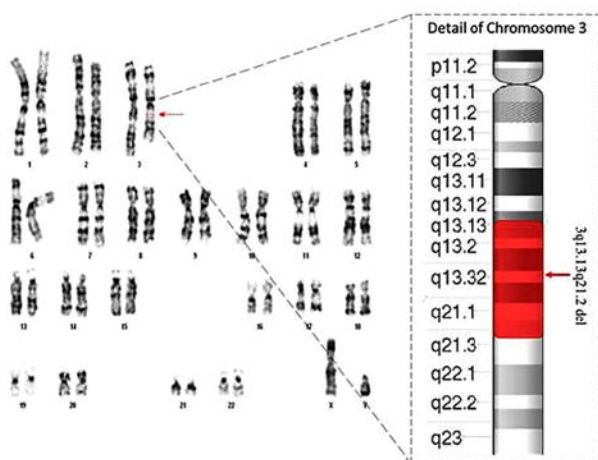 Detail of Chromosome 3
1 2 3 4 5
6 7 8 9 10 11 12
13 14 15 16 17 18
19 20 21 22 X Y
p11.2
q11.1
q11.2
q12.1
q12.3
q13.11
q13.12
q13.13
q13.2
q13.32
q21.1
q21.3
q22.1
q22.2
q23
3q13.13q21.2 del